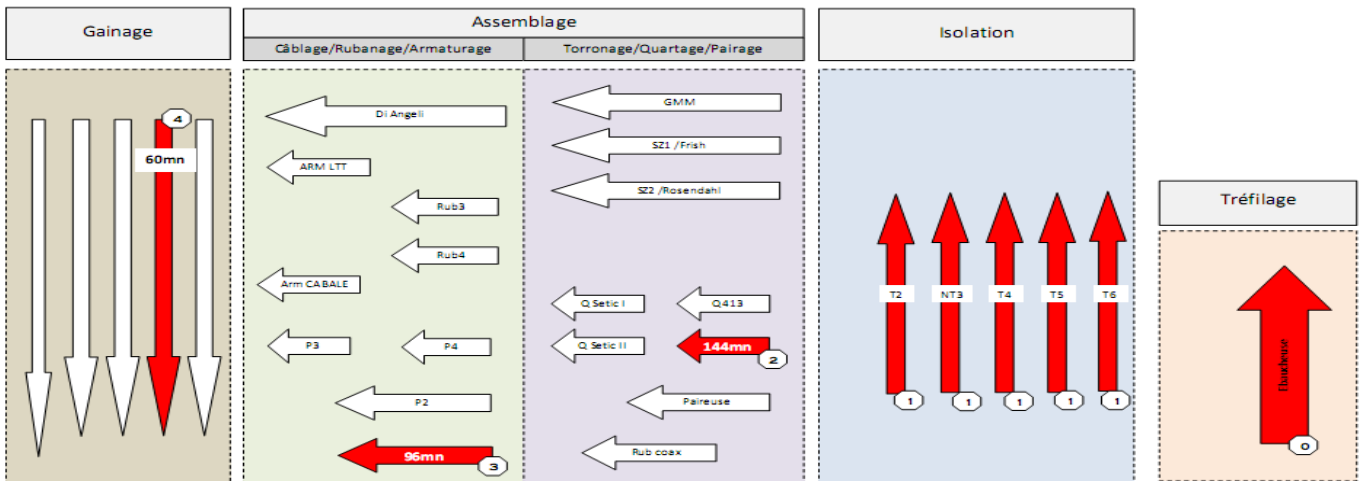 Gainage
Assemblage
Câblage/Rubanage/Armaturage
Torronage/Quartage/Pairage
Isolation
Tréfilage
4
60mn
Di Angeli
ARM LTT
Rub3
Rub4
Arm CABALE
P3
P4
P2
96mn
3
GMM
SZ1 /Frish
SZ2 /Rosendahl
Q Setic I
Q413
Q Setic II
144mn
2
Paireuse
Rub coax
T2
NT3
T4
T5
T6
1
1
1
1
1
Ebaucheuse
0